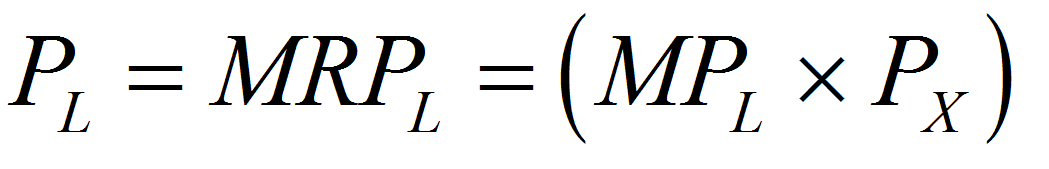 P_L = MRP_L = (MP_L × P_X)